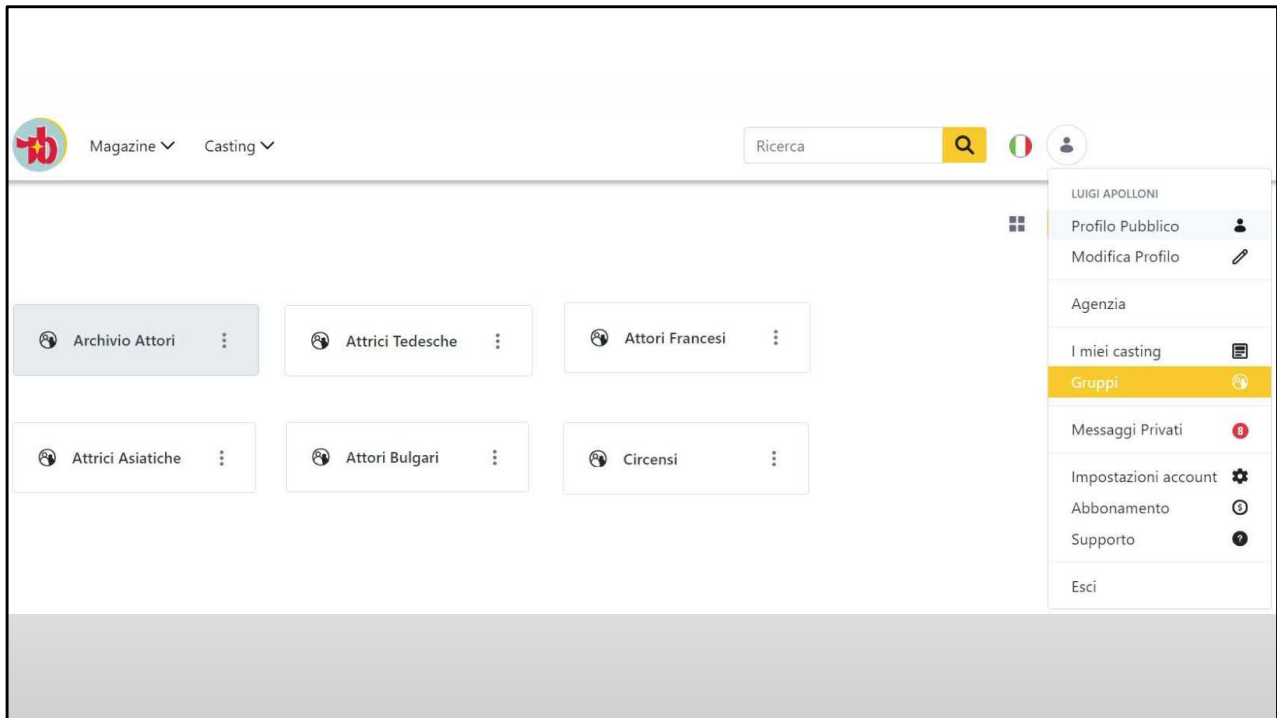 Magazine
Casting
Ricerca
LUIGI APOLLONI
Profilo Pubblico
Modifica Profilo
Agenzia
I miei casting
Gruppi
Messaggi Privati 8
Impostazioni account
Abbonamento
Supporto
Esci
Archivio Attori
Attrici Tedesche
Attori Francesi
Attrici Asiatiche
Attori Bulgari
Circensi